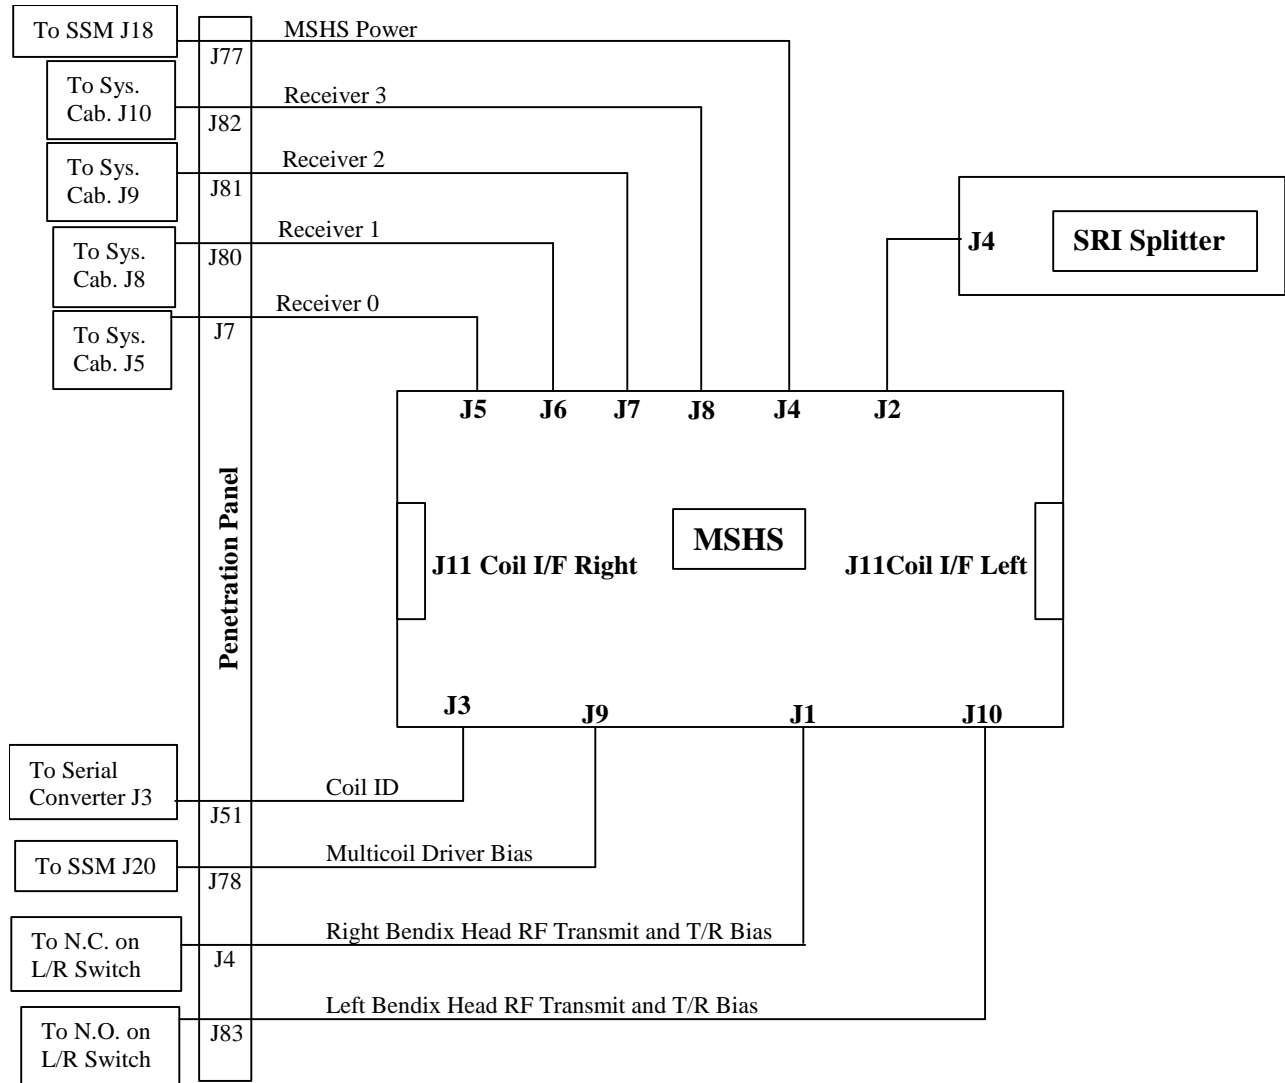 To SSM J18
MSHS Power
J77
To Sys.
Cab. J10
Receiver 3
J82
To Sys.
Cab. J9
Receiver 2
J81
To Sys.
Cab. J8
Receiver 1
J80
To Sys.
Cab. J5
Receiver 0
J7
J4
SRI Splitter
J5
J6
J7
J8
J4
J2
Penetration Panel
MSHS
J11 Coil I/F Right
J11Coil I/F Left
J3
J9
J1
J10
To Serial
Converter J3
Coil ID
J51
To SSM J20
Multicoil Driver Bias
J78
To N.C. on
L/R Switch
Right Bendix Head RF Transmit and T/R Bias
J4
To N.O. on
L/R Switch
Left Bendix Head RF Transmit and T/R Bias
J83